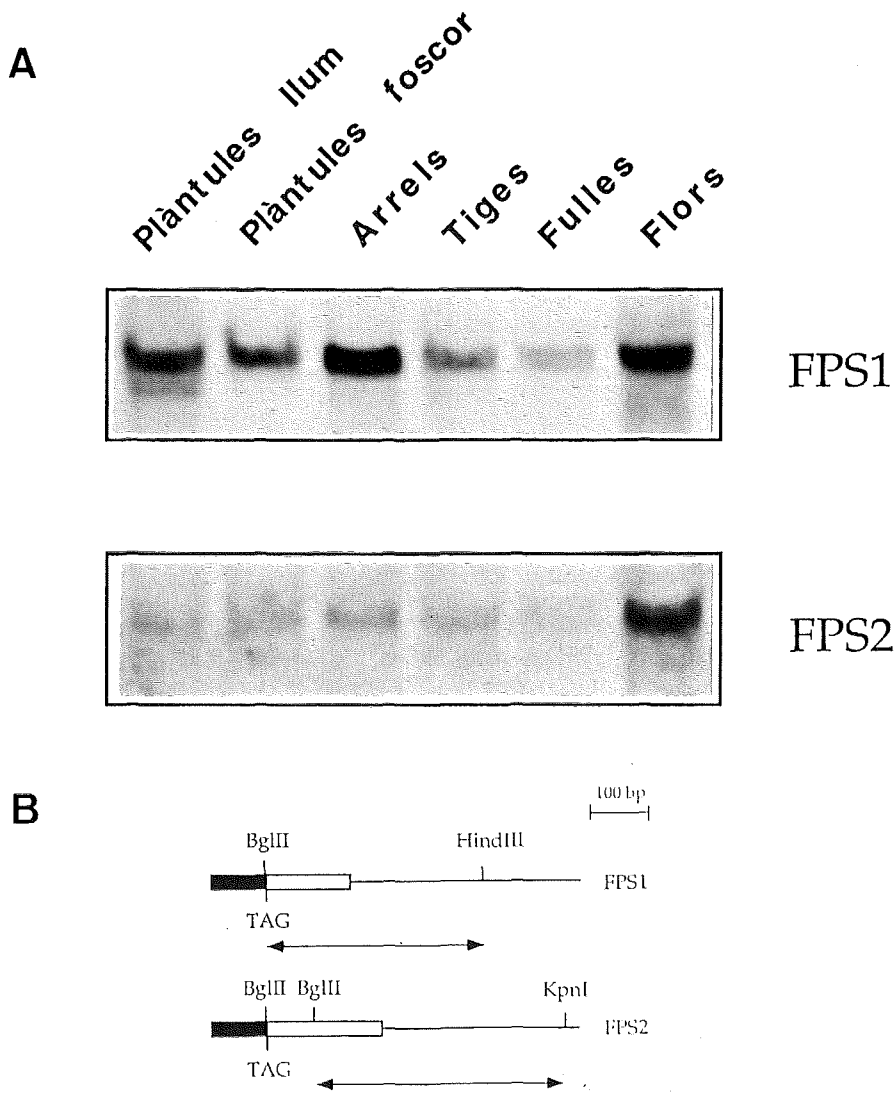 A
Plàntules llum
Plàntules foscor
Arrels
Tiges
Fulles
Flors
FPS1
FPS2
B
100 bp
BglII
HindIII
FPS1
TAG
BglII BglII
KpnI
FPS2
TAG